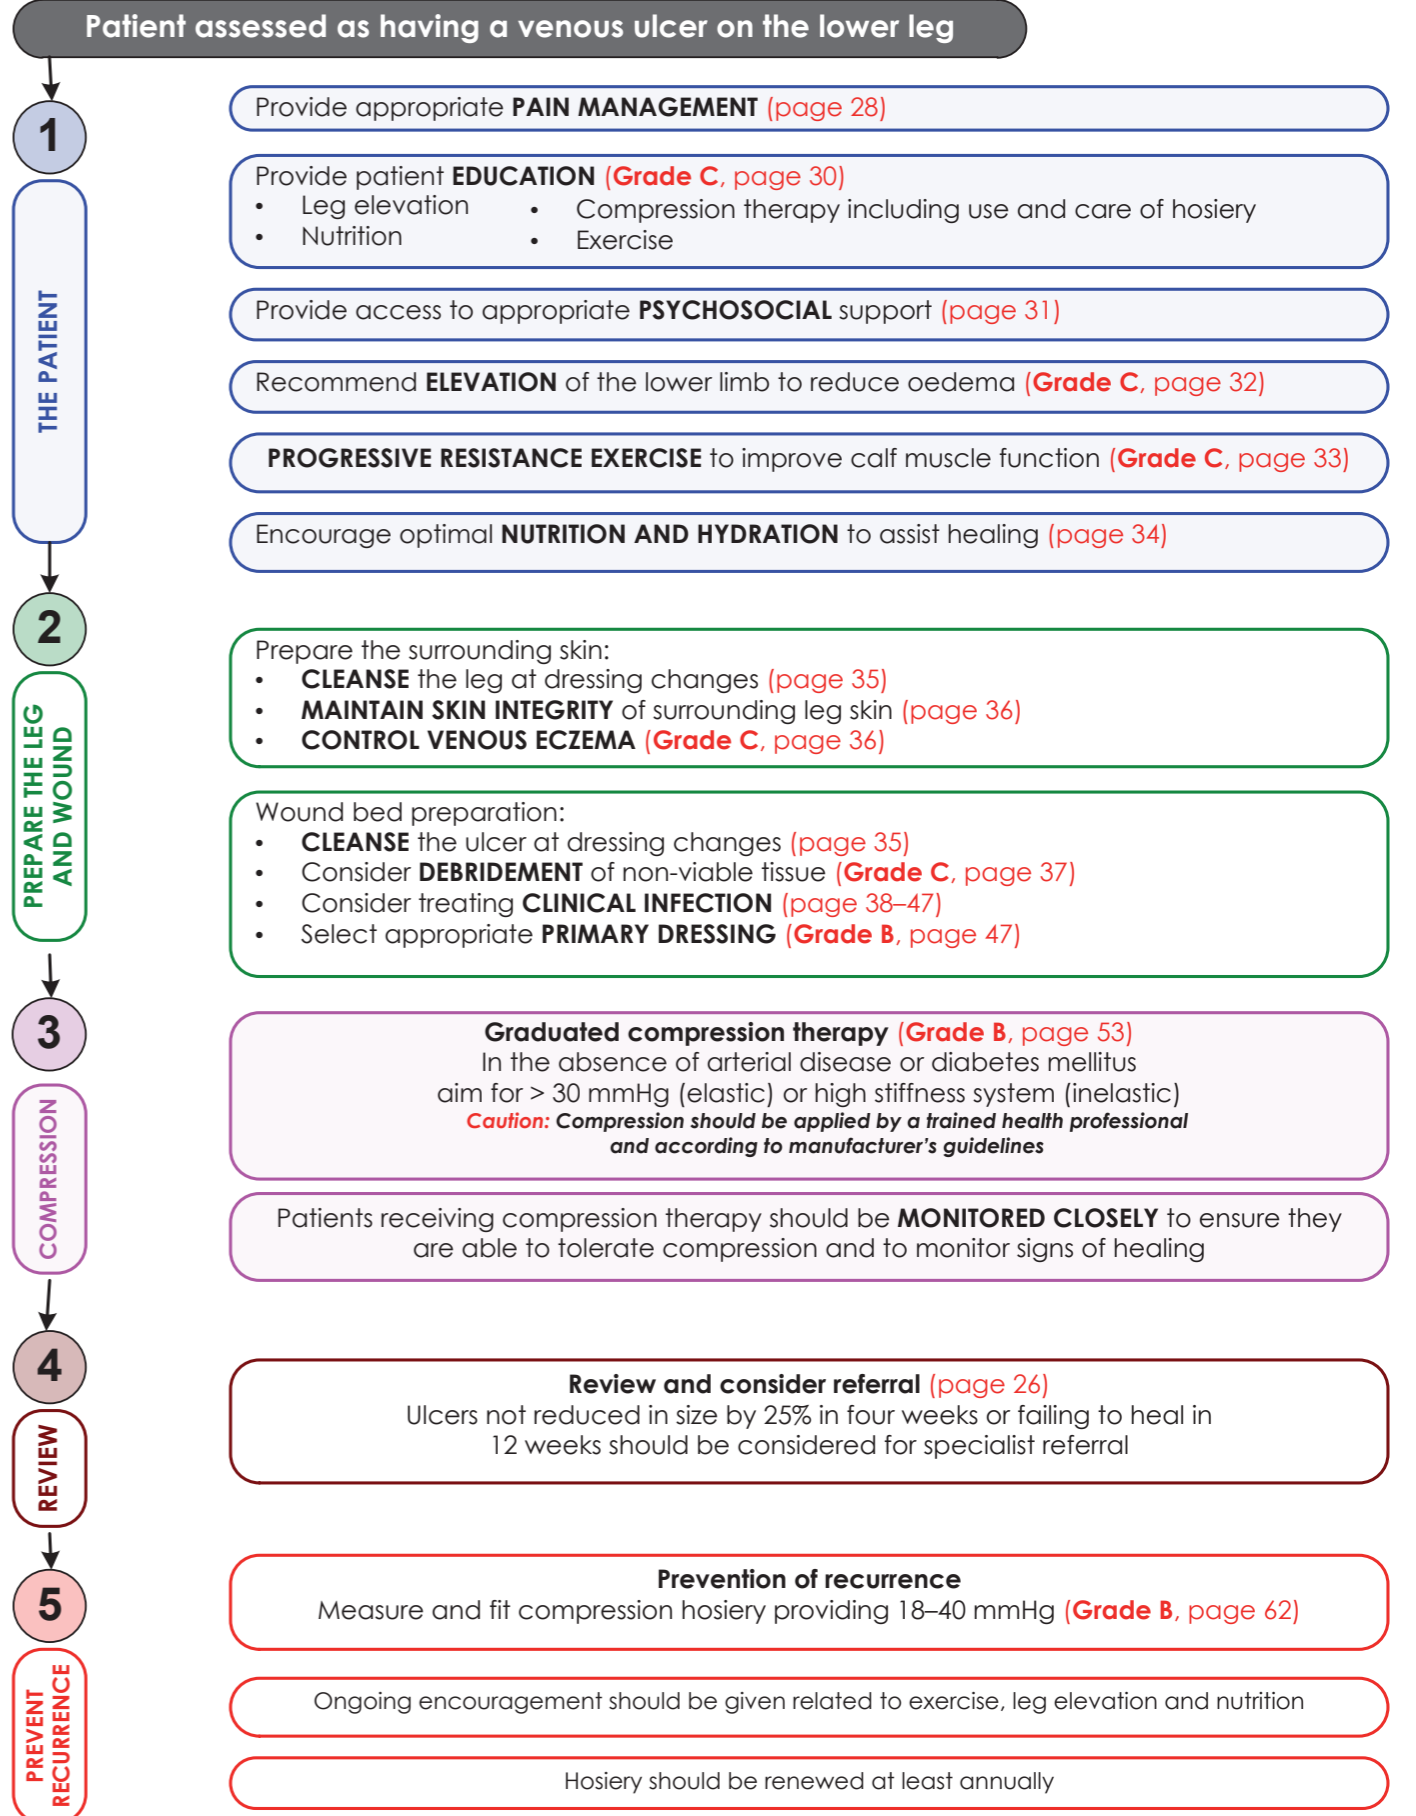 Patient assessed as having a venous ulcer on the lower leg
1
THE PATIENT
Provide appropriate PAIN MANAGEMENT (page 28)
Provide patient EDUCATION (Grade C, page 30)
• Leg elevation
• Compression therapy including use and care of hosiery
• Nutrition
• Exercise
Provide access to appropriate PSYCHOSOCIAL support (page 31)
Recommend ELEVATION of the lower limb to reduce oedema (Grade C, page 32)
PROGRESSIVE RESISTANCE EXERCISE to improve calf muscle function (Grade C, page 33)
Encourage optimal NUTRITION AND HYDRATION to assist healing (page 34)
2
PREPARE THE LEG
AND WOUND
Prepare the surrounding skin:
• CLEANSE the leg at dressing changes (page 35)
• MAINTAIN SKIN INTEGRITY of surrounding leg skin (page 36)
• CONTROL VENOUS ECZEMA (Grade C, page 36)
Wound bed preparation:
• CLEANSE the ulcer at dressing changes (page 35)
• Consider DEBRIDEMENT of non-viable tissue (Grade C, page 37)
• Consider treating CLINICAL INFECTION (page 38–47)
• Select appropriate PRIMARY DRESSING (Grade B, page 47)
3
COMPRESSION
Graduated compression therapy (Grade B, page 53)
In the absence of arterial disease or diabetes mellitus
aim for > 30 mmHg (elastic) or high stiffness system (inelastic)
Caution: Compression should be applied by a trained health professional
and according to manufacturer's guidelines
Patients receiving compression therapy should be MONITORED CLOSELY to ensure they
are able to tolerate compression and to monitor signs of healing
4
REVIEW
Review and consider referral (page 26)
Ulcers not reduced in size by 25% in four weeks or failing to heal in
12 weeks should be considered for specialist referral
5
PREVENT
RECURRENCE
Prevention of recurrence
Measure and fit compression hosiery providing 18–40 mmHg (Grade B, page 62)
Ongoing encouragement should be given related to exercise, leg elevation and nutrition
Hosiery should be renewed at least annually